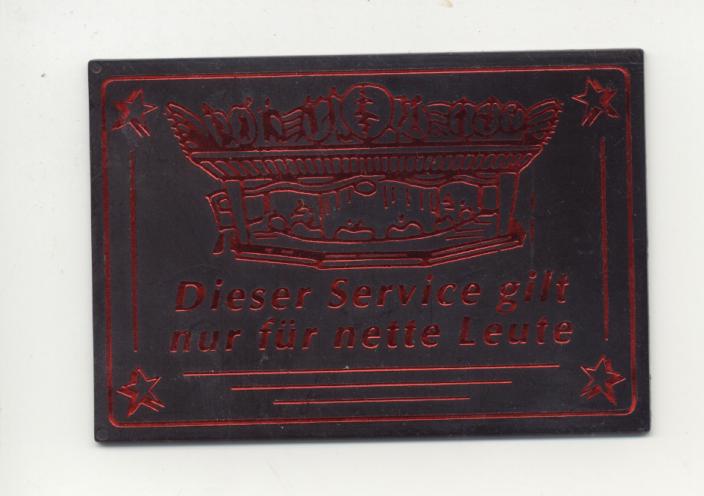 Dieser Service gilt
nur für nette Leute